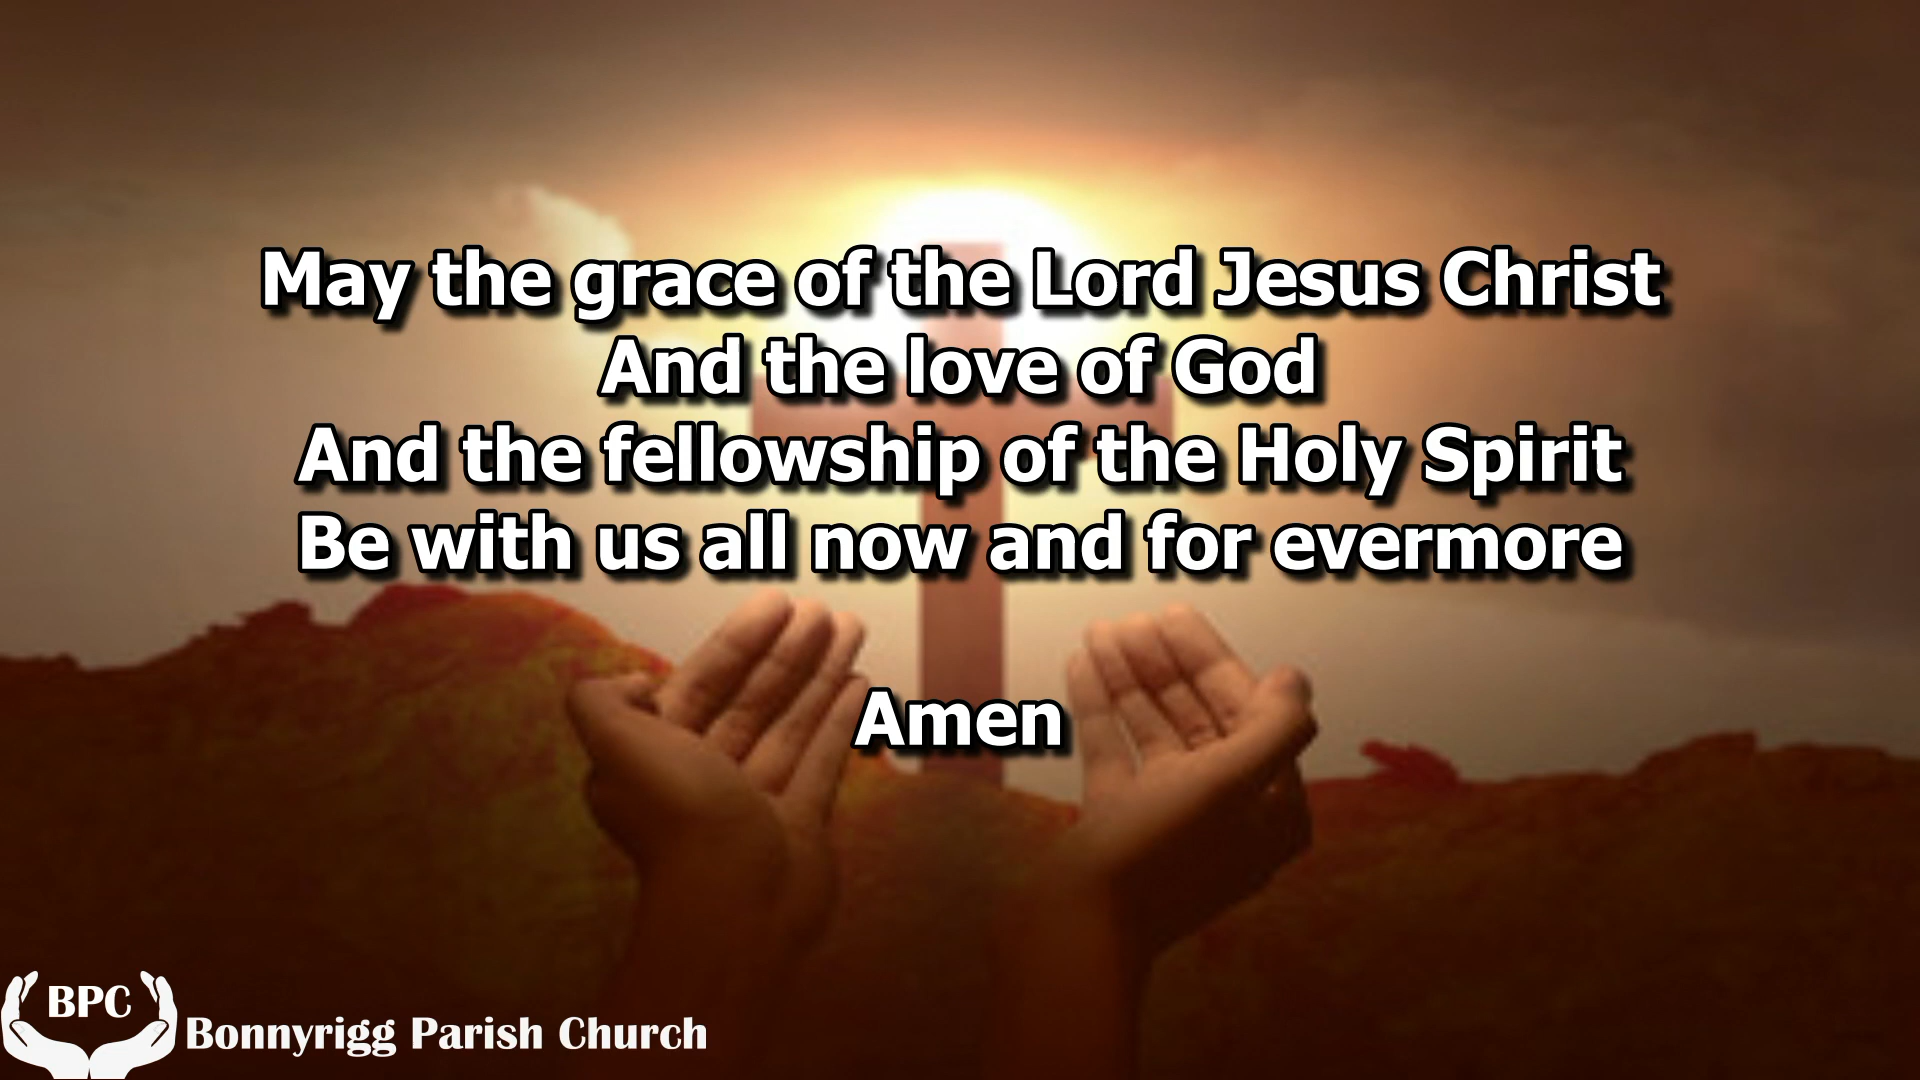 May the grace of the Lord Jesus Christ
And the love of God
And the fellowship of the Holy Spirit
Be with us all now and for evermore
Amen
BPC
Bonnyrigg Parish Church